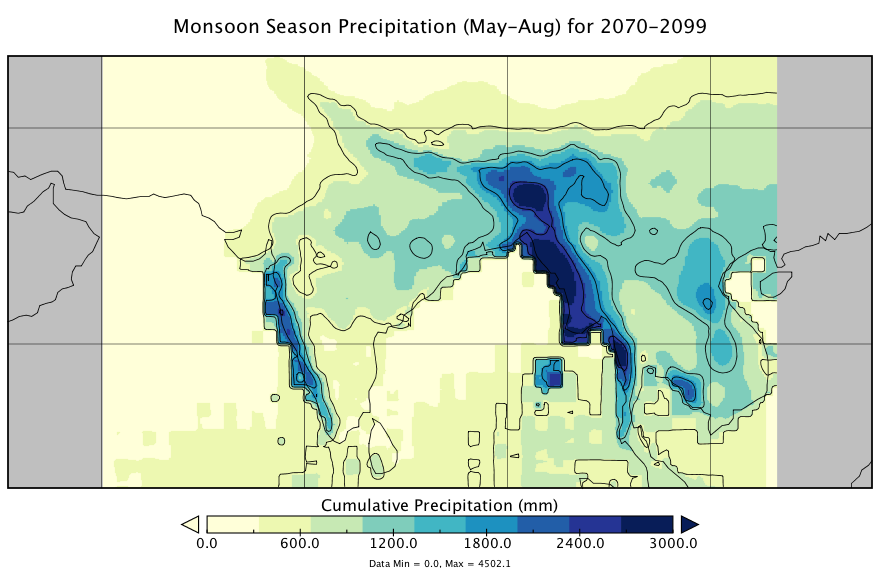 Monsoon Season Precipitation (May–Aug) for 2070–2099
Cumulative Precipitation (mm)
0.0 600.0 1200.0 1800.0 2400.0 3000.0
Data Min = 0.0, Max = 4502.1